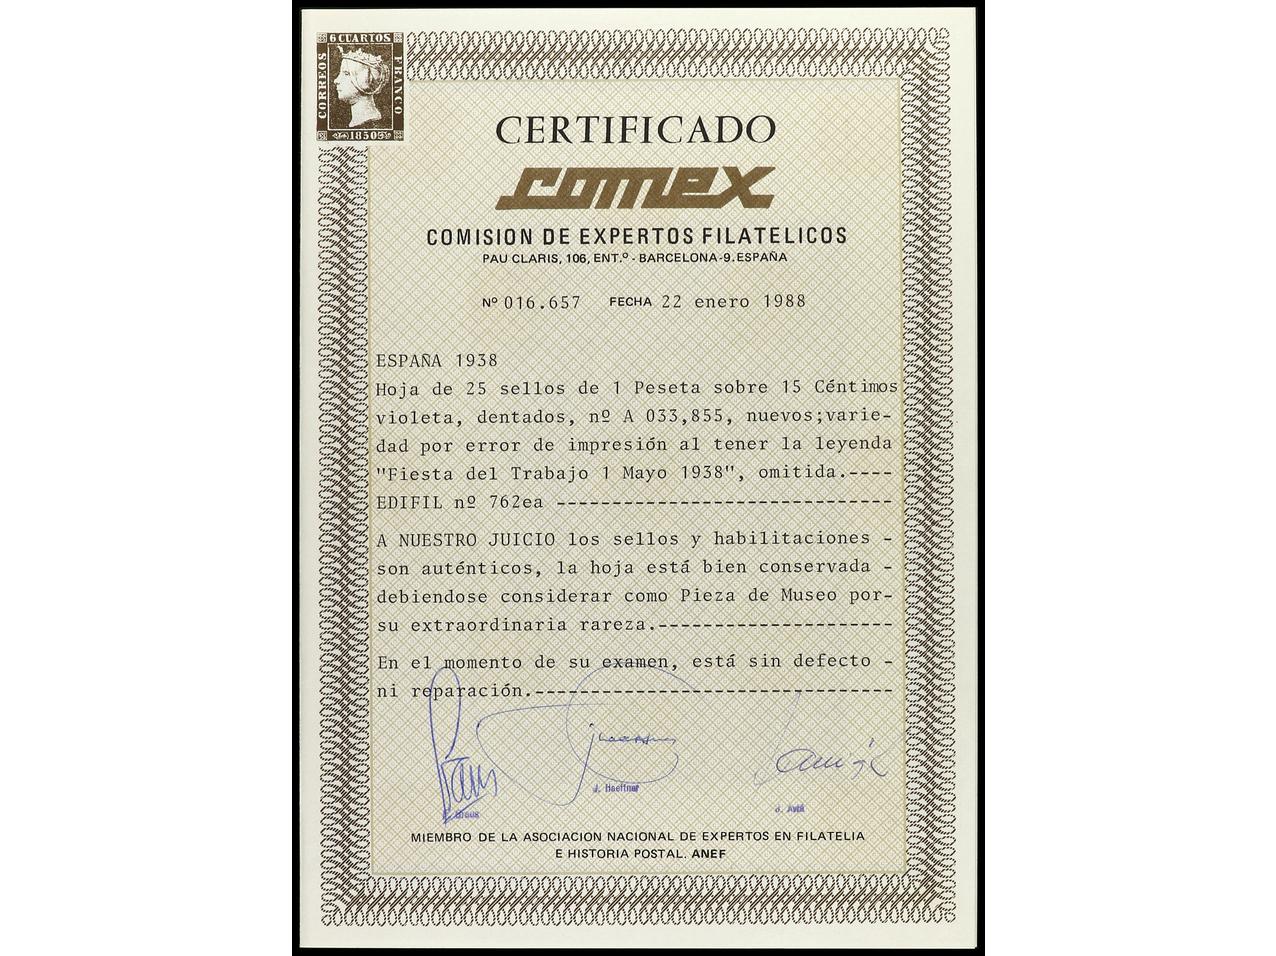 6 CUARTOS
CORREOS
FRANCO
1850
CERTIFICADO
comex
COMISION DE EXPERTOS FILATELICOS
PAU CLARIS, 106, ENT.º - BARCELONA-9. ESPAÑA
Nº 016.657 FECHA 22 enero 1988
ESPAÑA 1938
Hoja de 25 sellos de 1 Peseta sobre 15 Céntimos
violeta, dentados, nº A 033,855, nuevos;varie-
dad por error de impresión al tener la leyenda
"Fiesta del Trabajo 1 Mayo 1938", omitida.----
EDIFIL nº 762ea ------------------------------
A NUESTRO JUICIO los sellos y habilitaciones -
son auténticos, la hoja está bien conservada -
debiendose considerar como Pieza de Museo por-
su extraordinaria rareza.---------------------
En el momento de su examen, está sin defecto -
ni reparación.--------------------------------
J. Haeffner
Graus
J. Avilé
MIEMBRO DE LA ASOCIACION NACIONAL DE EXPERTOS EN FILATELIA
E HISTORIA POSTAL. ANEF